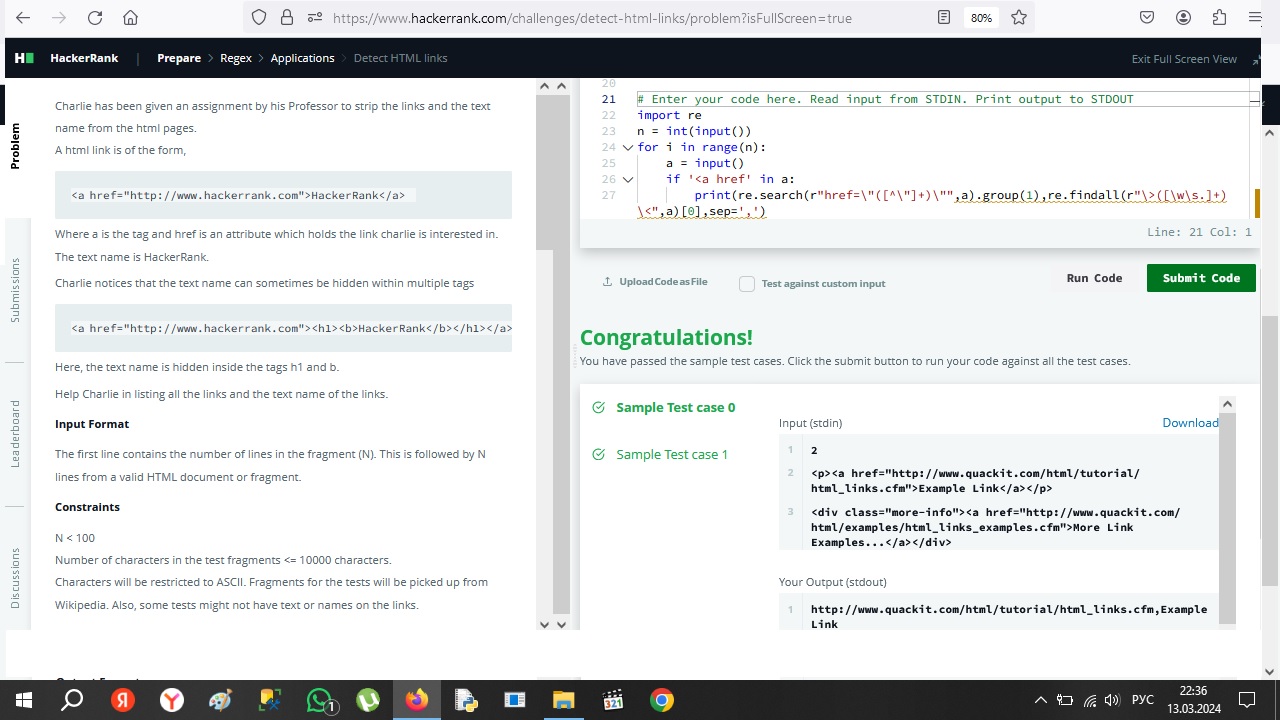 https://www.hackerrank.com/challenges/detect-html-links/problem?isFullScreen=true
80%
HackerRank | Prepare > Regex > Applications > Detect HTML links
Exit Full Screen View
Problem
Submissions
Leaderboard
Discussions
Charlie has been given an assignment by his Professor to strip the links and the text
name from the html pages.
A html link is of the form,
<a href="http://www.hackerrank.com">HackerRank</a>
Where a is the tag and href is an attribute which holds the link charlie is interested in.
The text name is HackerRank.
Charlie notices that the text name can sometimes be hidden within multiple tags
<a href="http://www.hackerrank.com"><h1><b>HackerRank</b></h1></a>
Here, the text name is hidden inside the tags h1 and b.
Help Charlie in listing all the links and the text name of the links.
Input Format
The first line contains the number of lines in the fragment (N). This is followed by N
lines from a valid HTML document or fragment.
Constraints
N < 100
Number of characters in the test fragments <= 10000 characters.
Characters will be restricted to ASCII. Fragments for the tests will be picked up from
Wikipedia. Also, some tests might not have text or names on the links.
20
21 # Enter your code here. Read input from STDIN. Print output to STDOUT
22 import re
23 n = int(input())
24 for i in range(n):
25 a = input()
26 if '<a href' in a:
27 print(re.search(r"href=\"([^\"]+)\"",a).group(1),re.findall(r"\>([\w\s.]+)
\<",a)[0],sep=',')
Line: 21 Col: 1
Upload Code as File
Test against custom input
Run Code
Submit Code
Congratulations!
You have passed the sample test cases. Click the submit button to run your code against all the test cases.
Sample Test case 0
Sample Test case 1
Input (stdin)
Download
1 2
2 <p><a href="http://www.quackit.com/html/tutorial/
html_links.cfm">Example Link</a></p>
3 <div class="more-info"><a href="http://www.quackit.com/
html/examples/html_links_examples.cfm">More Link
Examples...</a></div>
Your Output (stdout)
1 http://www.quackit.com/html/tutorial/html_links.cfm,Example
Link
1
321
РУС
22:36
13.03.2024